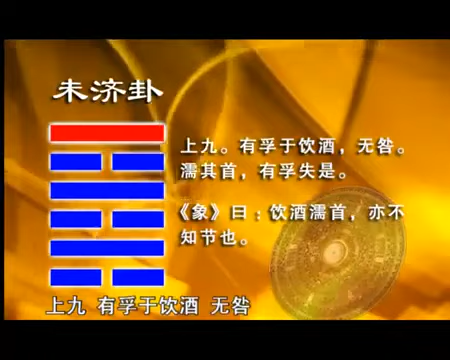 未济卦
上九。有孚于饮酒，无咎。
濡其首，有孚失是。
《象》曰：饮酒濡首，亦不
知节也。
上九 有孚于饮酒 无咎